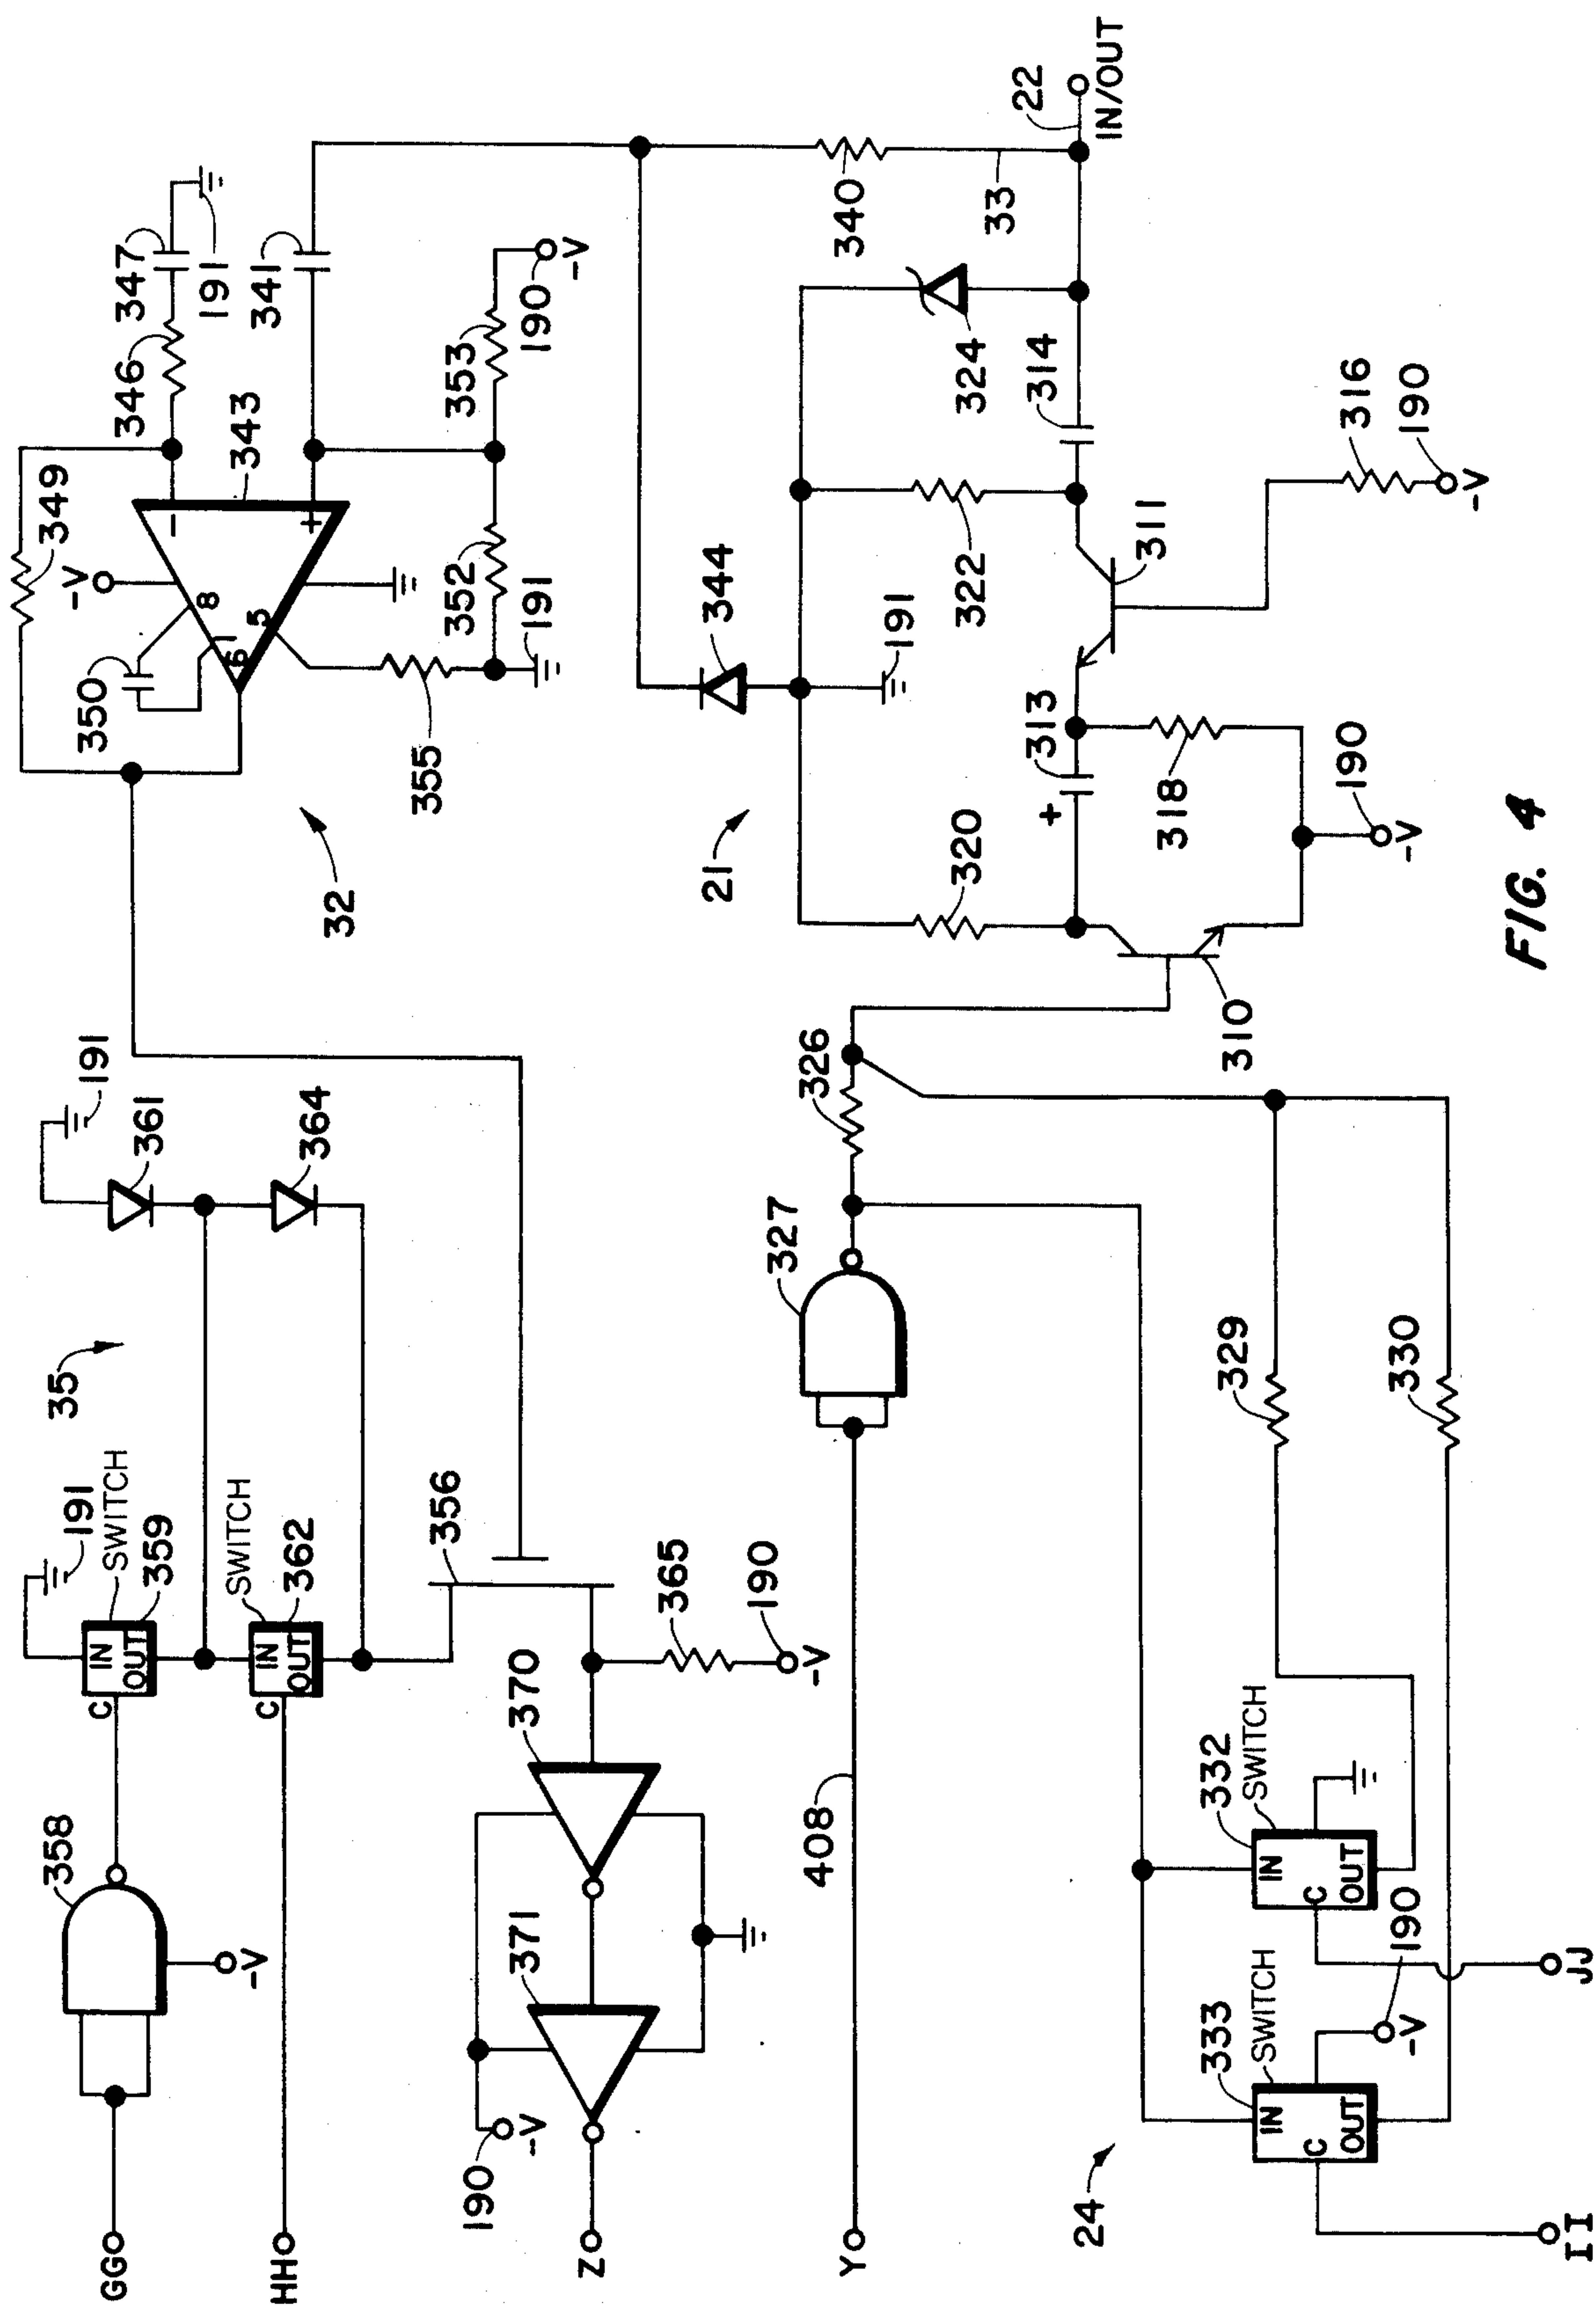 GG
358
-V
C
IN
OUT
191
SWITCH
359
35
191
361
HH
C
IN
OUT
SWITCH
362
364
349
-V
346
347
191
350
8
1
6
5
-
+
343
341
32
355
352
191
353
190
-V
356
Z
190
-V
371
370
365
190
-V
344
191
340
33
22
IN/OUT
21
320
322
324
Y
408
327
326
310
+
313
318
190
-V
311
314
316
190
-V
24
333
SWITCH
IN
C
OUT
-V
190
332
SWITCH
IN
C
OUT
329
330
II
JJ
FIG. 4